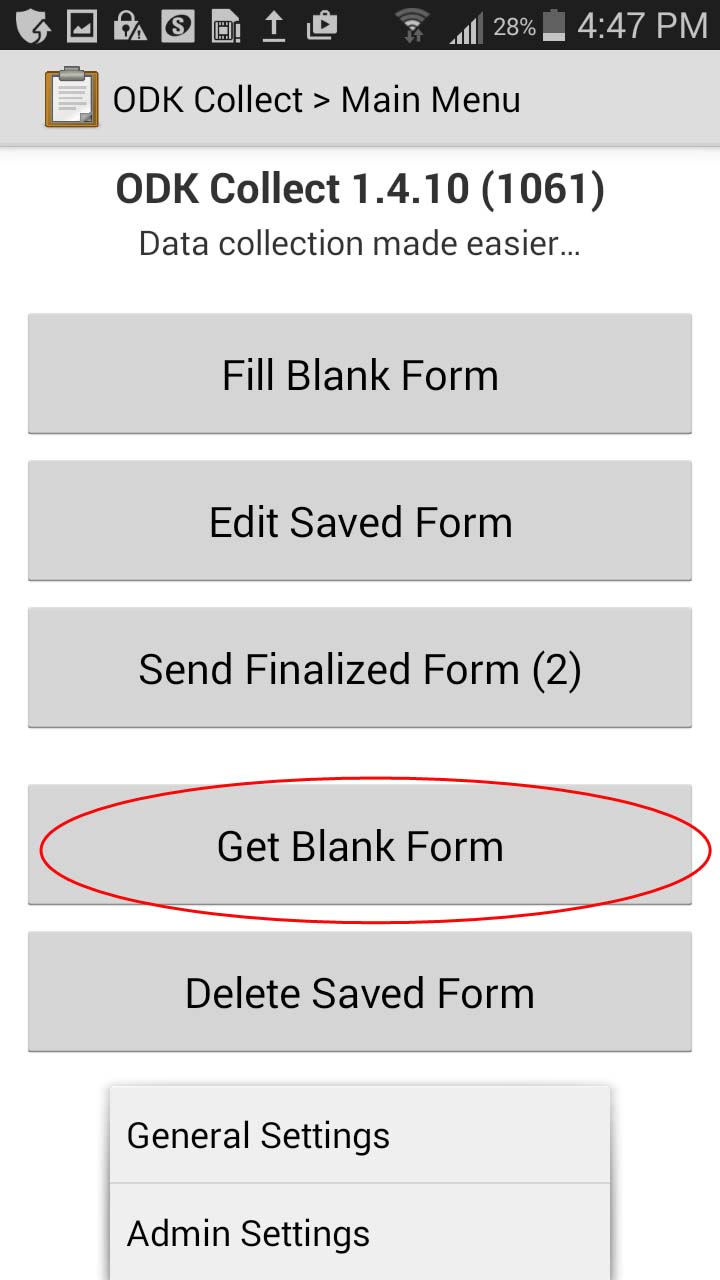 28% 4:47 PM
ODK Collect > Main Menu
ODK Collect 1.4.10 (1061)
Data collection made easier...
Fill Blank Form
Edit Saved Form
Send Finalized Form (2)
Get Blank Form
Delete Saved Form
General Settings
Admin Settings